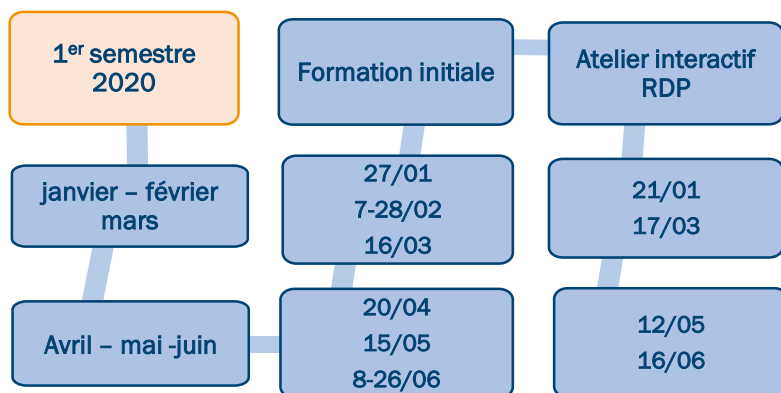 1er semestre
2020
Formation initiale
Atelier interactif
RDP
janvier – février
mars
27/01
7-28/02
16/03
21/01
17/03
Avril – mai -juin
20/04
15/05
8-26/06
12/05
16/06